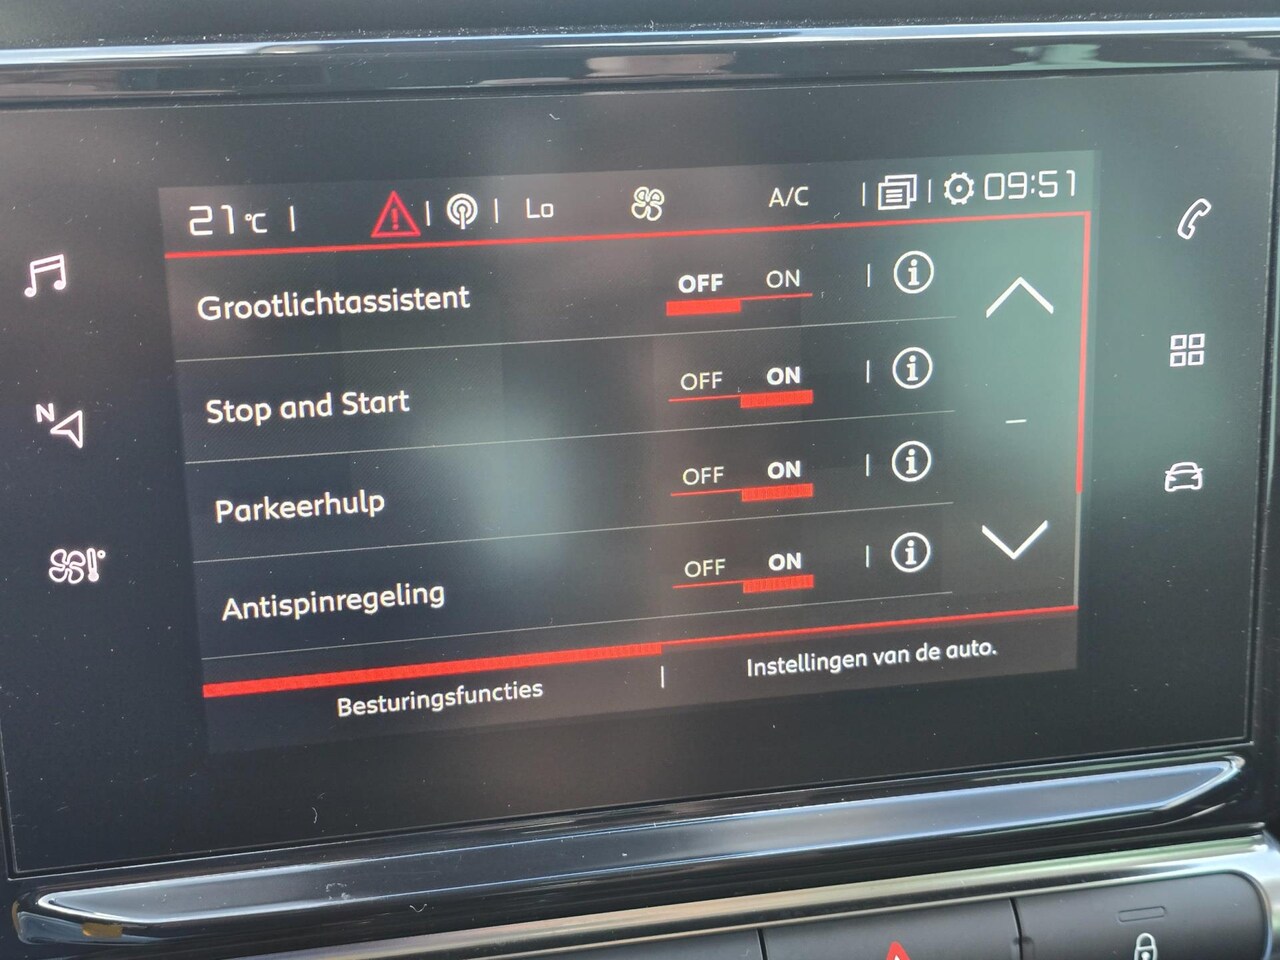 21°C Lo A/C 09:51
Grootlichtassistent OFF ON
Stop and Start OFF ON
Parkeerhulp OFF ON
Antispinregeling OFF ON
Besturingsfuncties Instellingen van de auto.
N